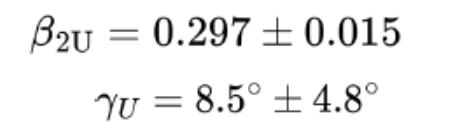 β₂U = 0.297 ± 0.015
γU = 8.5° ± 4.8°